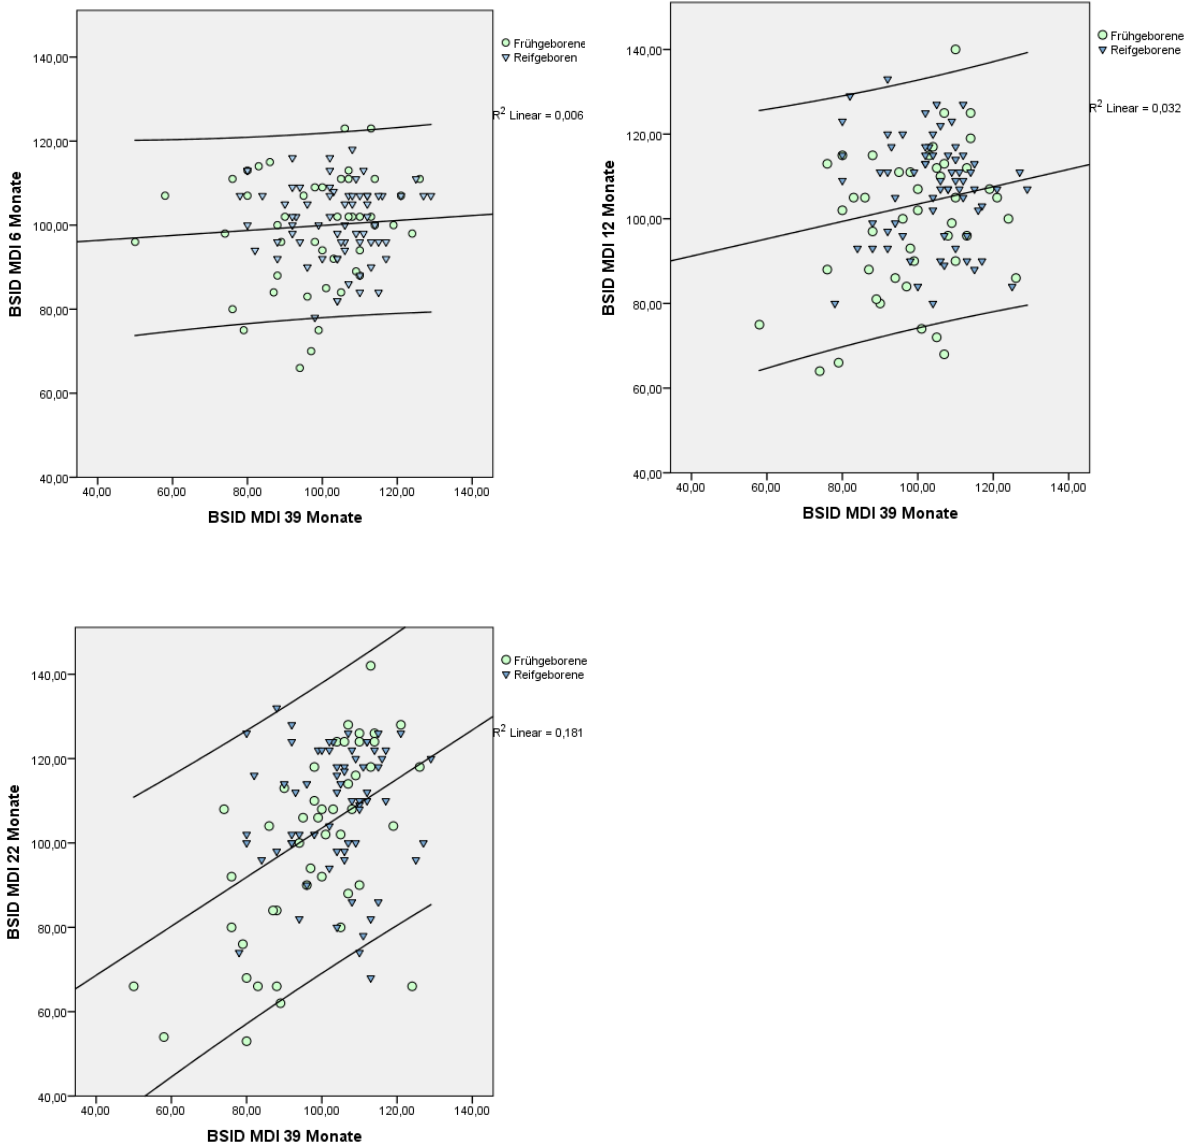 Frühgeborene
Reifgeboren
R2 Linear = 0,006
140,00
120,00
100,00
80,00
60,00
40,00
BSID MDI 6 Monate
40,00 60,00 80,00 100,00 120,00 140,00
BSID MDI 39 Monate
Frühgeborene
Reifgeborene
R2 Linear = 0,032
140,00
120,00
100,00
80,00
60,00
40,00
BSID MDI 12 Monate
40,00 60,00 80,00 100,00 120,00 140,00
BSID MDI 39 Monate
Frühgeborene
Reifgeborene
R2 Linear = 0,181
140,00
120,00
100,00
80,00
60,00
40,00
BSID MDI 22 Monate
40,00 60,00 80,00 100,00 120,00 140,00
BSID MDI 39 Monate